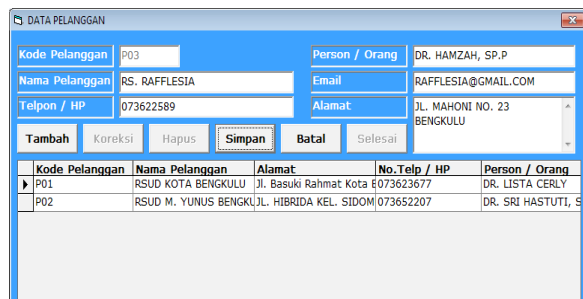 DATA PELANGGAN
Kode Pelanggan P03 Person / Orang DR. HAMZAH, SP.P
Nama Pelanggan RS. RAFFLESIA Email RAFFLESIA@GMAIL.COM
Telpon / HP 073622589 Alamat JL. MAHONI NO. 23
BENGKULU
Tambah Koreksi Hapus Simpan Batal Selesai
Kode Pelanggan Nama Pelanggan Alamat No.Telp / HP Person / Orang
P01 RSUD KOTA BENGKULU Jl. Basuki Rahmat Kota 073623677 DR. LISTA CERLY
P02 RSUD M. YUNUS BENGKU JL. HIBRIDA KEL. SIDOM 073652207 DR. SRI HASTUTI, S